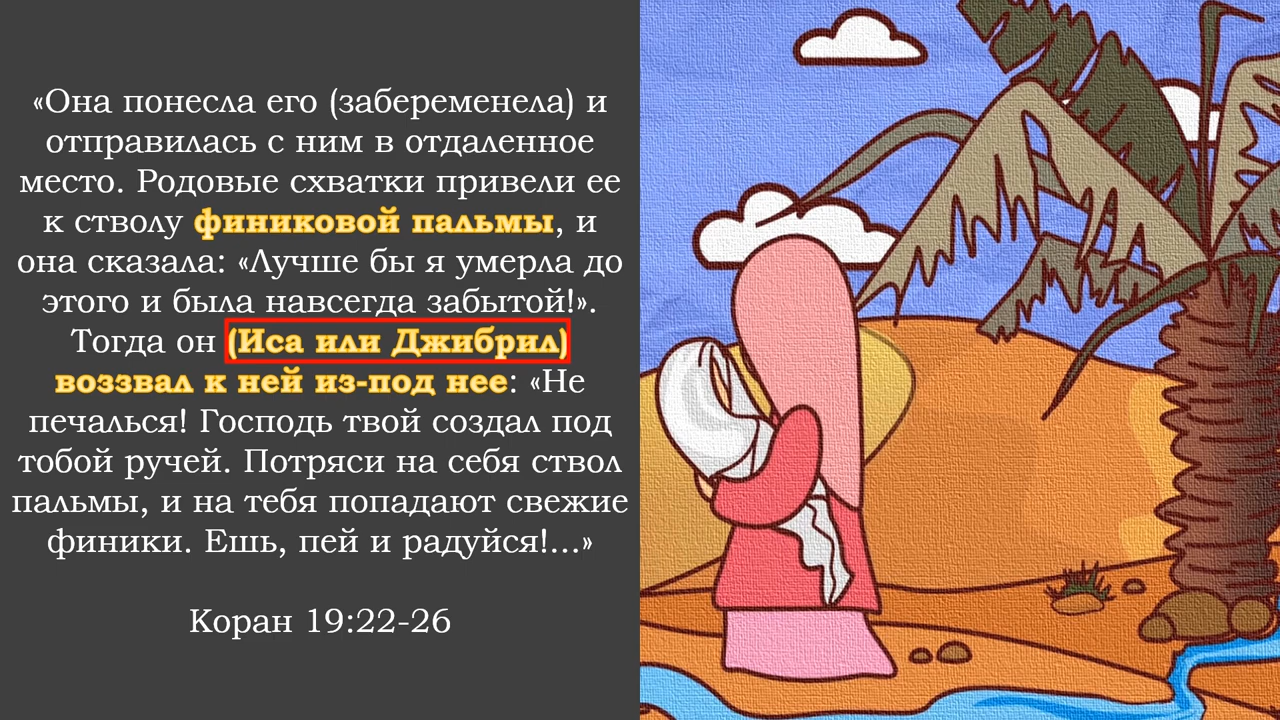 «Она понесла его (забеременела) и
отправилась с ним в отдаленное
место. Родовые схватки привели ее
к стволу финиковой пальмы, и
она сказала: «Лучше бы я умерла до
этого и была навсегда забытой!».
Тогда он (Иса или Джибрил)
воззвал к ней из-под нее: «Не
печалься! Господь твой создал под
тобой ручей. Потряси на себя ствол
пальмы, и на тебя попадают свежие
финики. Ешь, пей и радуйся!...»
Коран 19:22-26